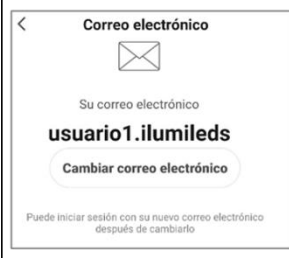 Correo electrónico
Su correo electrónico
usuario1.ilumileds
Cambiar correo electrónico
Puede iniciar sesión con su nuevo correo electrónico
después de cambiarlo